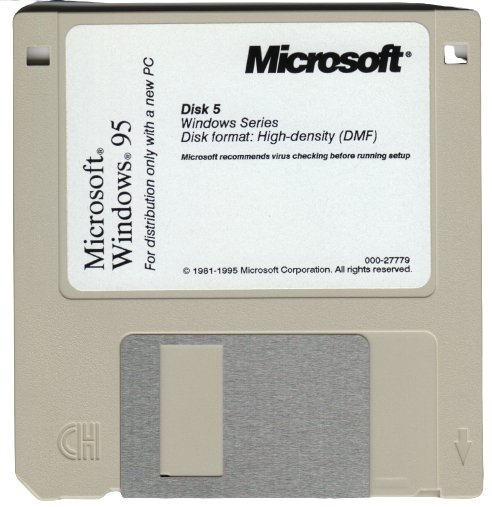 Microsoft®
Disk 5
Windows Series
Disk format: High-density (DMF)
Microsoft recommends virus checking before running setup
000-27779
© 1981-1995 Microsoft Corporation. All rights reserved.
Microsoft®
Windows® 95
For distribution only with a new PC
CH